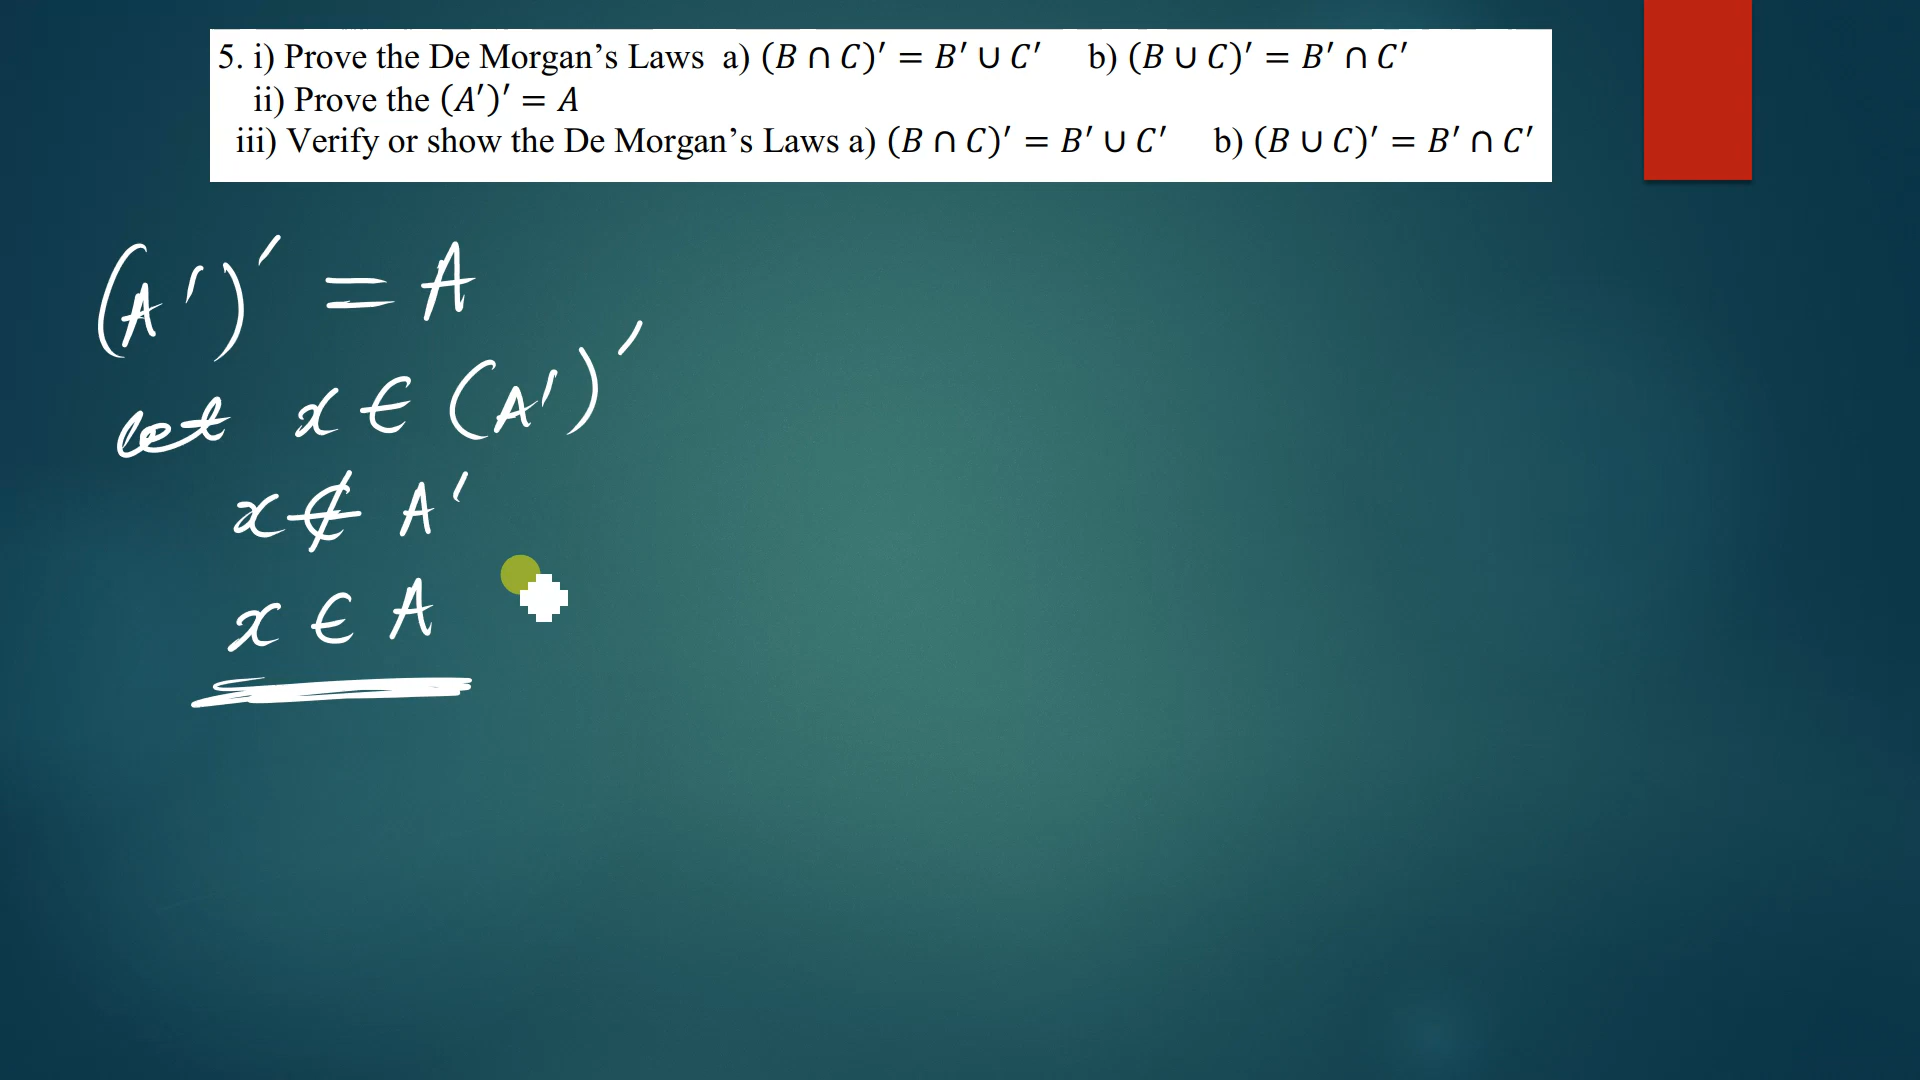 5. i) Prove the De Morgan’s Laws a) (B ∩ C)′ = B′ ∪ C′ b) (B ∪ C)′ = B′ ∩ C′
ii) Prove the (A′)′ = A
iii) Verify or show the De Morgan’s Laws a) (B ∩ C)′ = B′ ∪ C′ b) (B ∪ C)′ = B′ ∩ C′
(A′)′ = A
let x ∈ (A′)′
x ∉ A′
x ∈ A